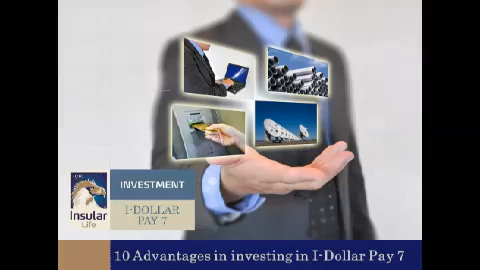 Insular
Life
INVESTMENT
I-DOLLAR
PAY 7
10 Advantages in investing in I-Dollar Pay 7